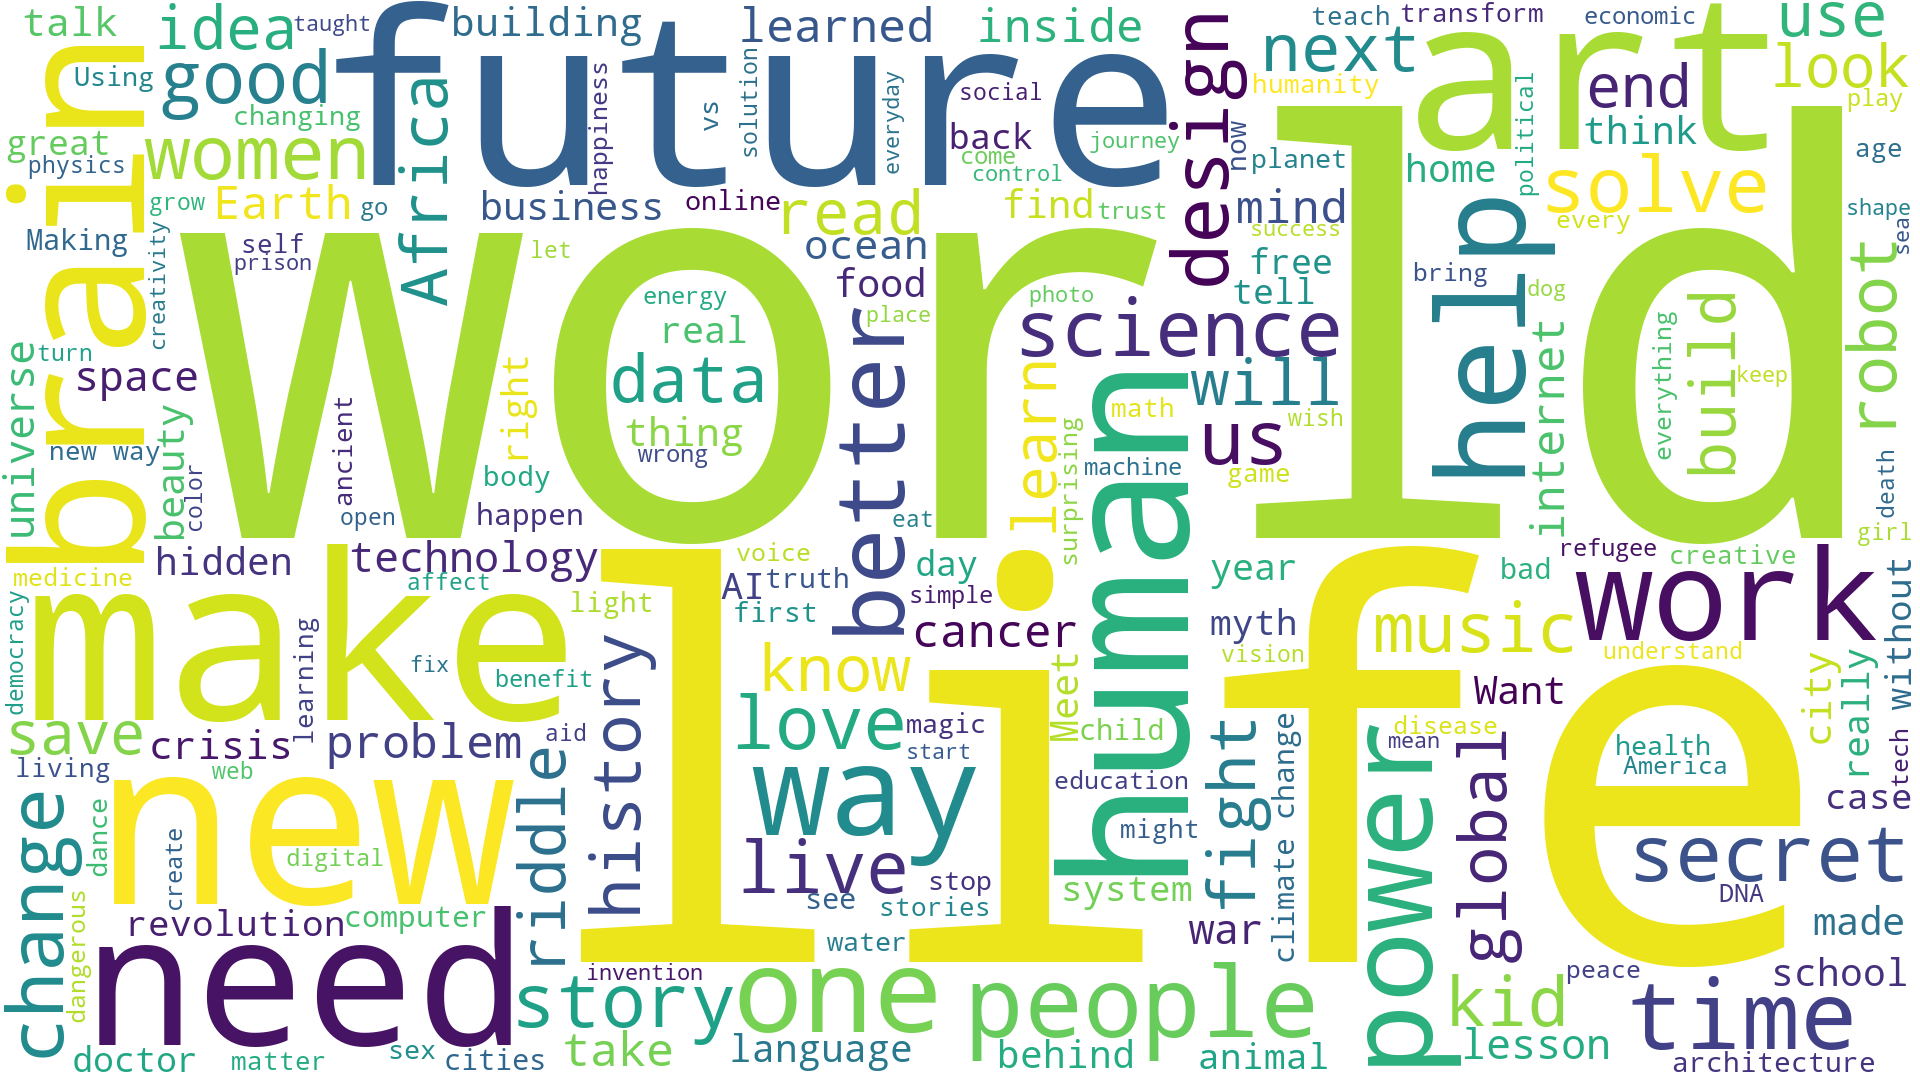 talk
idea
taught
building
learned
inside
teach
transform
economic
use
Using
good
future
art
next
look
brain
changing
Africa
happiness
vs
solution
everyday
social
back
journey
design
now
humanity
planet
end
think
political
play
great
physics
women
come
control
home
solve
age
grow
Earth
go
business
online
read
find
trust
mind
every
shape
sea
Making
self
prison
creativity
let
ocean
success
free
tell
bring
help
dog
robot
world
energy
real
data
thing
wrong
food
place
photo
science
internet
everything
build
keep
universe
turn
space
beauty
new way
color
ancient
right
body
open
happen
better
eat
learn
surprising
math
machine
human
will
us
wish
game
death
girl
hidden
technology
medicine
affect
light
voice
AI
truth
first
day
simple
cancer
year
myth
vision
bad
refugee
creative
work
without
democracy
make
learning
fix
benefit
history
know
love
magic
start
Meet
child
music
understand
Want
city
really
tech
save
crisis
problem
aid
living
web
life
way
education
fight
climate change
disease
mean
power
global
health
America
case
change
dance
new
create
digital
riddle
live
see
stop
stories
might
system
secret
DNA
made
dangerous
revolution
computer
water
war
need
invention
story
one
people
peace
school
kid
time
doctor
matter
sex
cities
take
language
behind
animal
lesson
architecture